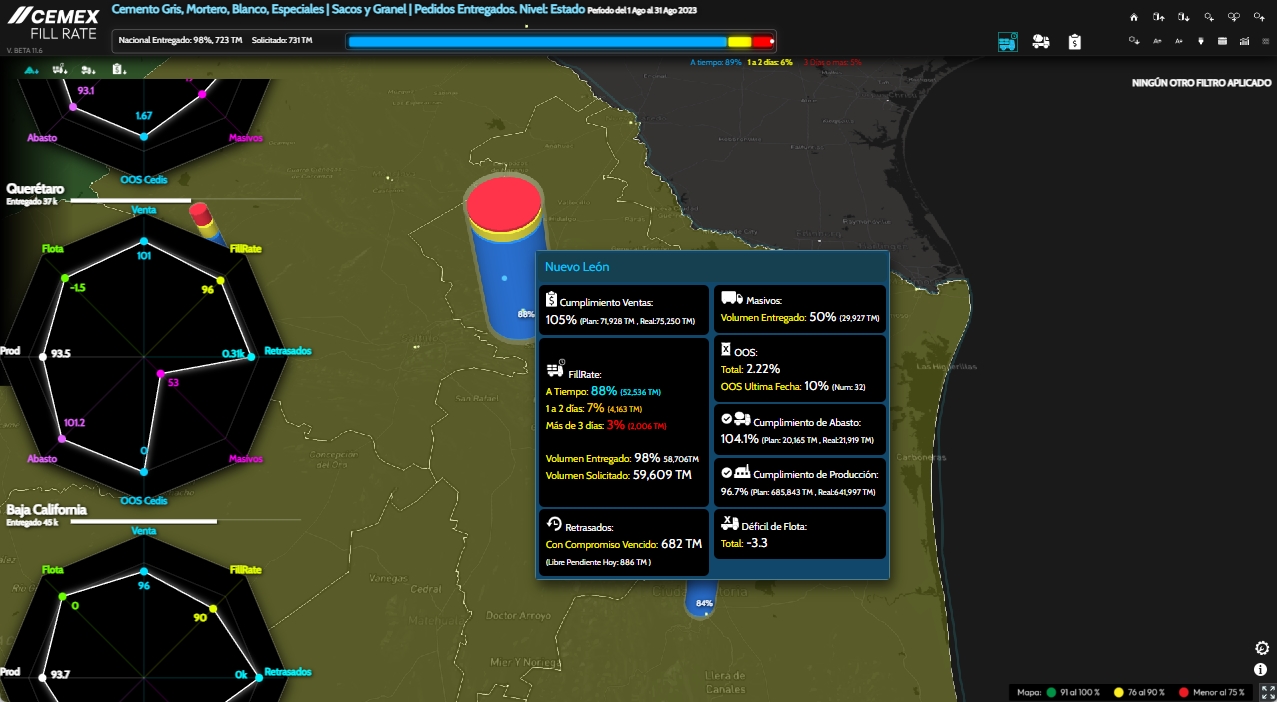 CEMEX
FILL RATE
V. BETA 11.6
Cemento Gris, Mortero, Blanco, Especiales | Sacos y Granel | Pedidos Entregados. Nivel: Estado Periodo del 1 Ago al 31 Ago 2023
Nacional Entregado: 98%, 723 TM Solicitado: 731 TM
A tiempo: 89% 1 a 2 días: 6% 3 Días o mas: 5%
NINGÚN OTRO FILTRO APLICADO
93.1
1.67
Abasto
Masivos
OOS Cedis
Querétaro
Entregado 37 k
Venta
Flota
FillRate
101
-1.5
96
Prod
93.5
0.31k
Retrasados
53
101.2
0
Abasto
Masivos
OOS Cedis
Baja California
Entregado 45 k
Venta
Flota
FillRate
96
0
90
Prod
93.7
0k
Retrasados
88%
Nuevo León
Cumplimiento Ventas:
105% (Plan: 71,928 TM , Real:75,250 TM)
FillRate:
A Tiempo: 88% (52,536 TM)
1 a 2 días: 7% (4,163 TM)
Más de 3 días: 3% (2,006 TM)
Volumen Entregado: 98% 58,706TM
Volumen Solicitado: 59,609 TM
Retrasados:
Con Compromiso Vencido: 682 TM
(Libre Pendiente Hoy: 886 TM )
Masivos:
Volumen Entregado: 50% (29,927 TM)
OOS:
Total: 2.22%
OOS Ultima Fecha: 10% (Num: 32)
Cumplimiento de Abasto:
104.1% (Plan: 20,165 TM , Real:21,919 TM)
Cumplimiento de Producción:
96.7% (Plan: 685,843 TM , Real:641,997 TM)
Déficil de Flota:
Total: -3.3
84%
San Rafael
Concepción
del Oro
Vanegas
Cedral
Matehuala
Doctor Arroyo
Mier Y Noriega
Llera de
Canales
Carboneras
Las Higuerillas
Mapa: 91 al 100 % 76 al 90 % Menor al 75 %